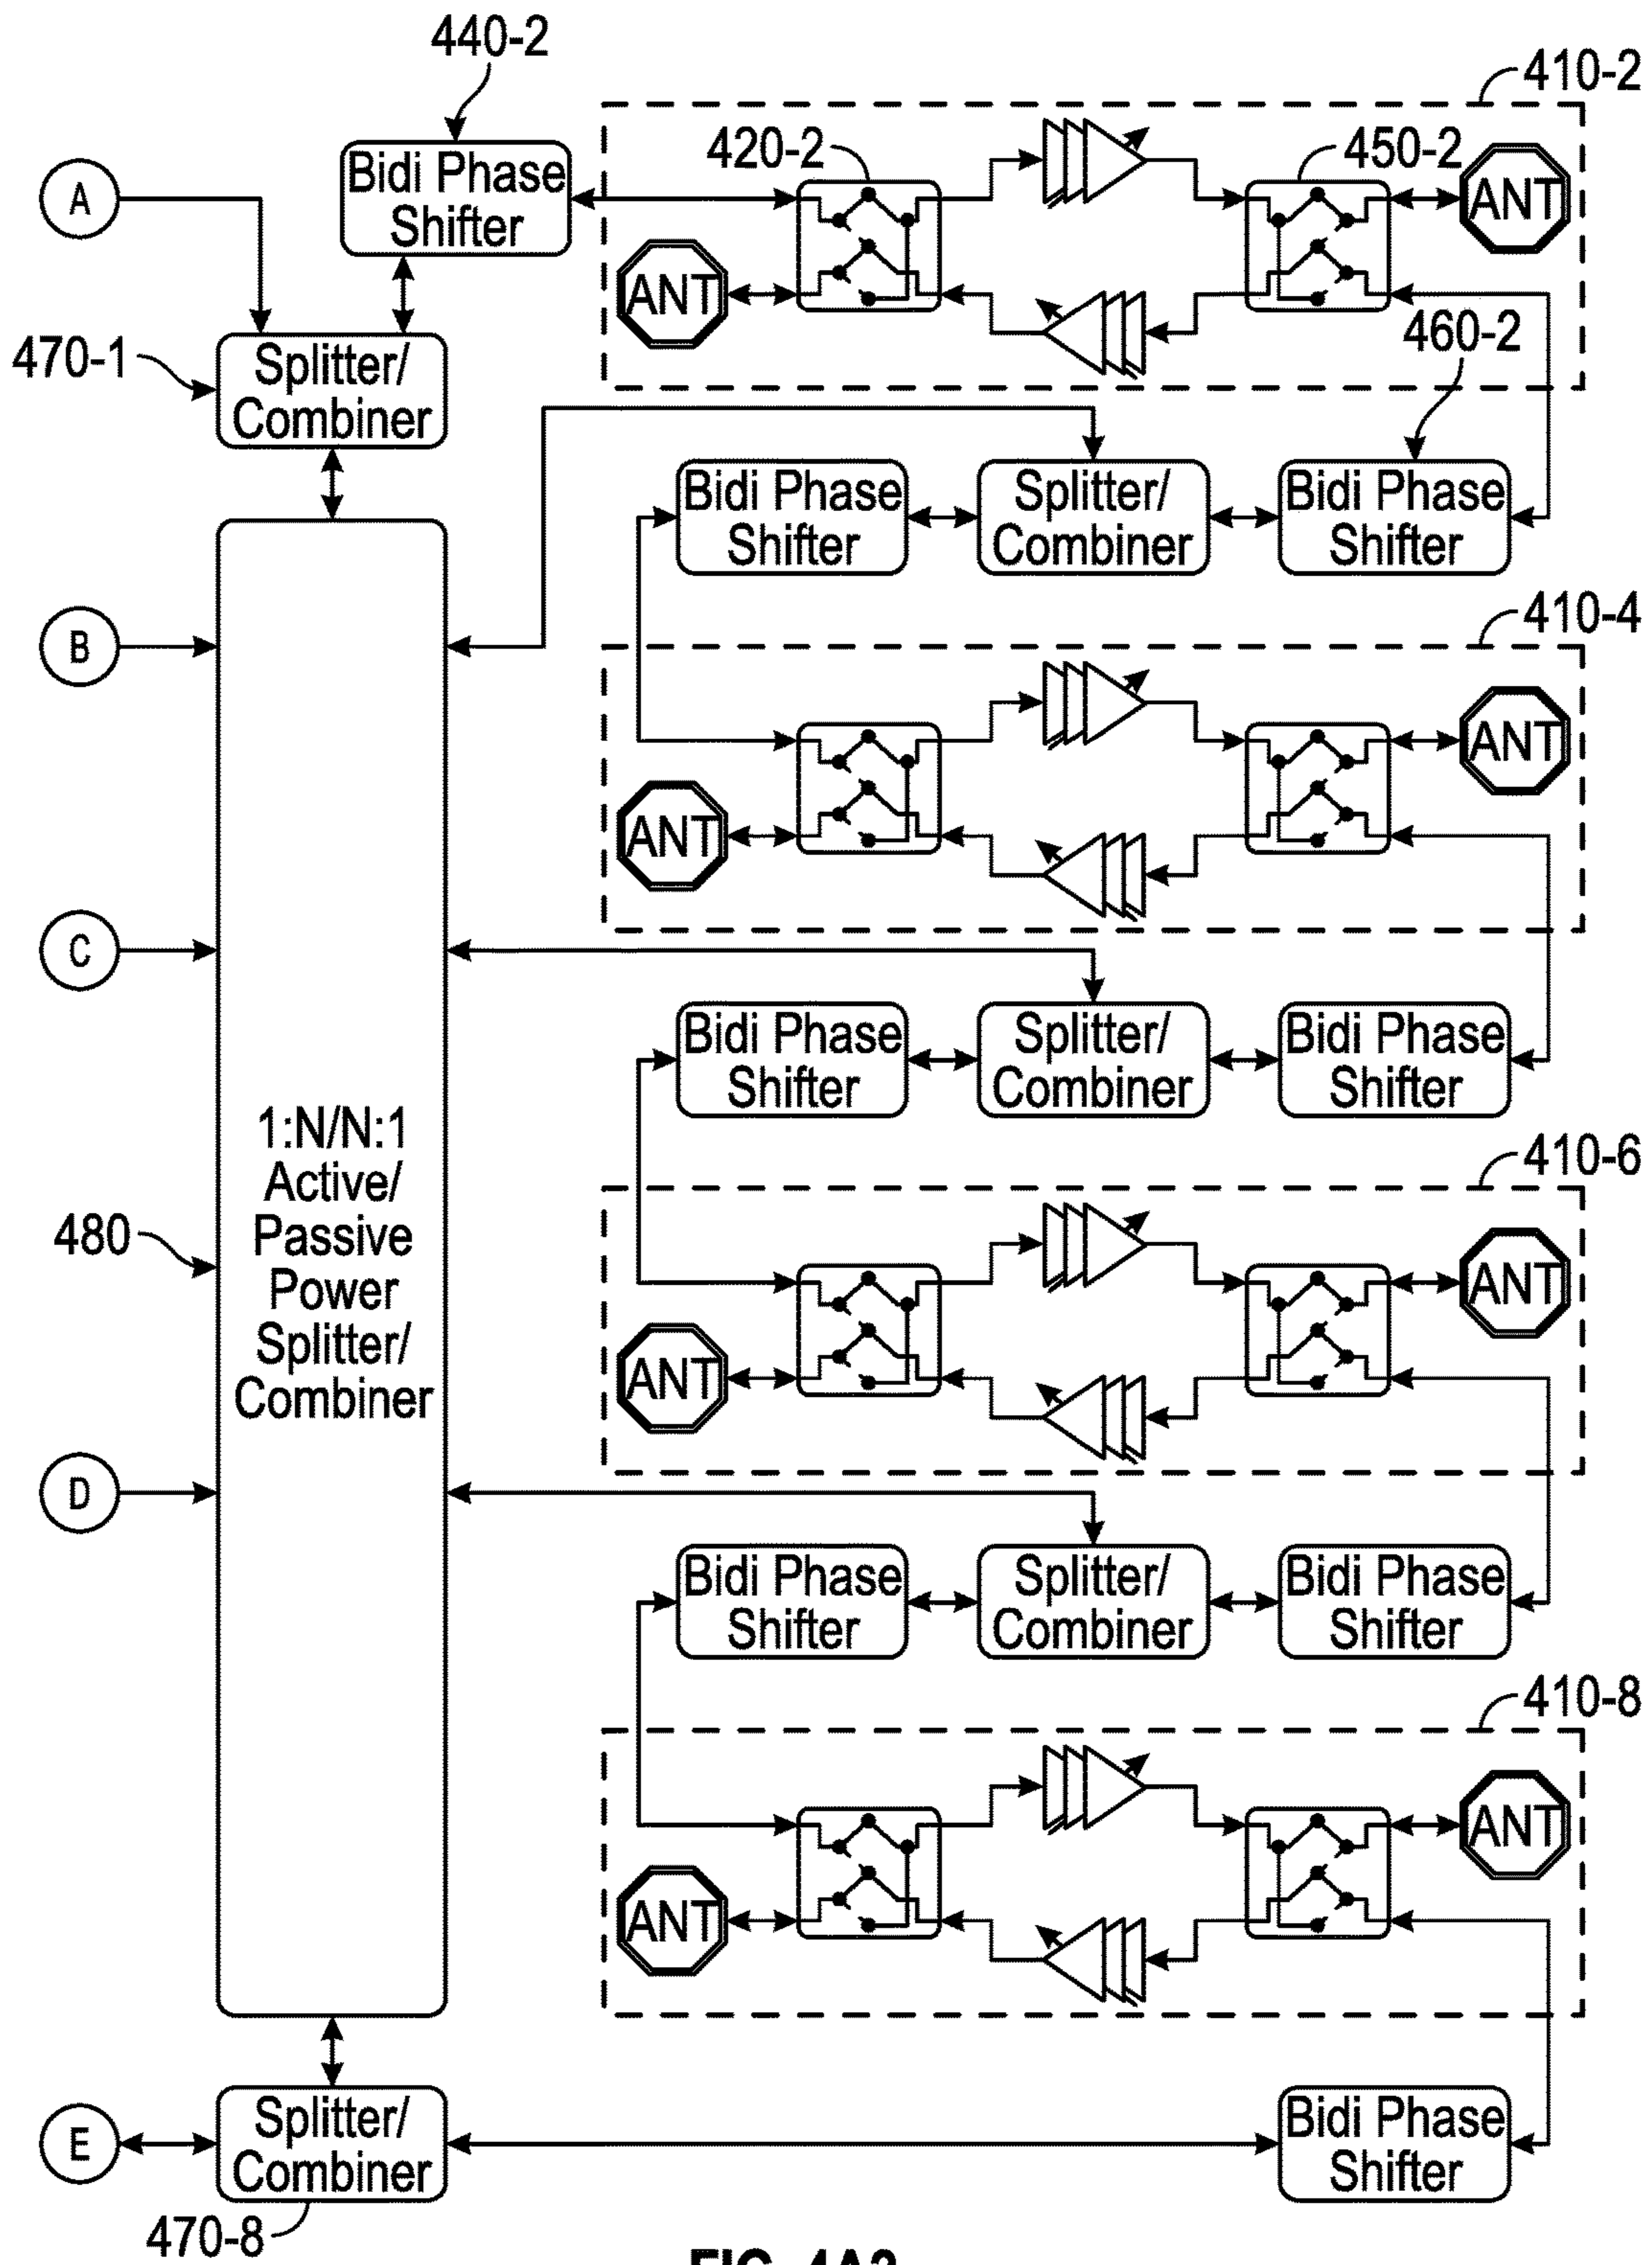 440-2
410-2
A
Bidi Phase
Shifter
420-2
450-2
ANT
ANT
470-1
Splitter/
Combiner
460-2
Bidi Phase
Shifter
Splitter/
Combiner
Bidi Phase
Shifter
B
410-4
ANT
ANT
C
Bidi Phase
Shifter
Splitter/
Combiner
Bidi Phase
Shifter
480
1:N/N:1
Active/
Passive
Power
Splitter/
Combiner
410-6
ANT
ANT
D
Bidi Phase
Shifter
Splitter/
Combiner
Bidi Phase
Shifter
410-8
ANT
ANT
E
Splitter/
Combiner
Bidi Phase
Shifter
470-8
FIG. 4A2